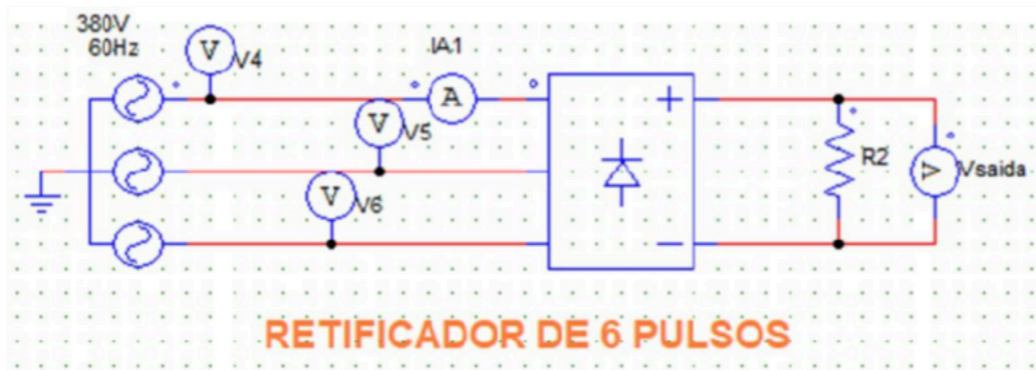 380V
60Hz
V
V4
IA1
A
V
V5
V
V6
+
−
R2
V
Vsaida
RETIFICADOR DE 6 PULSOS